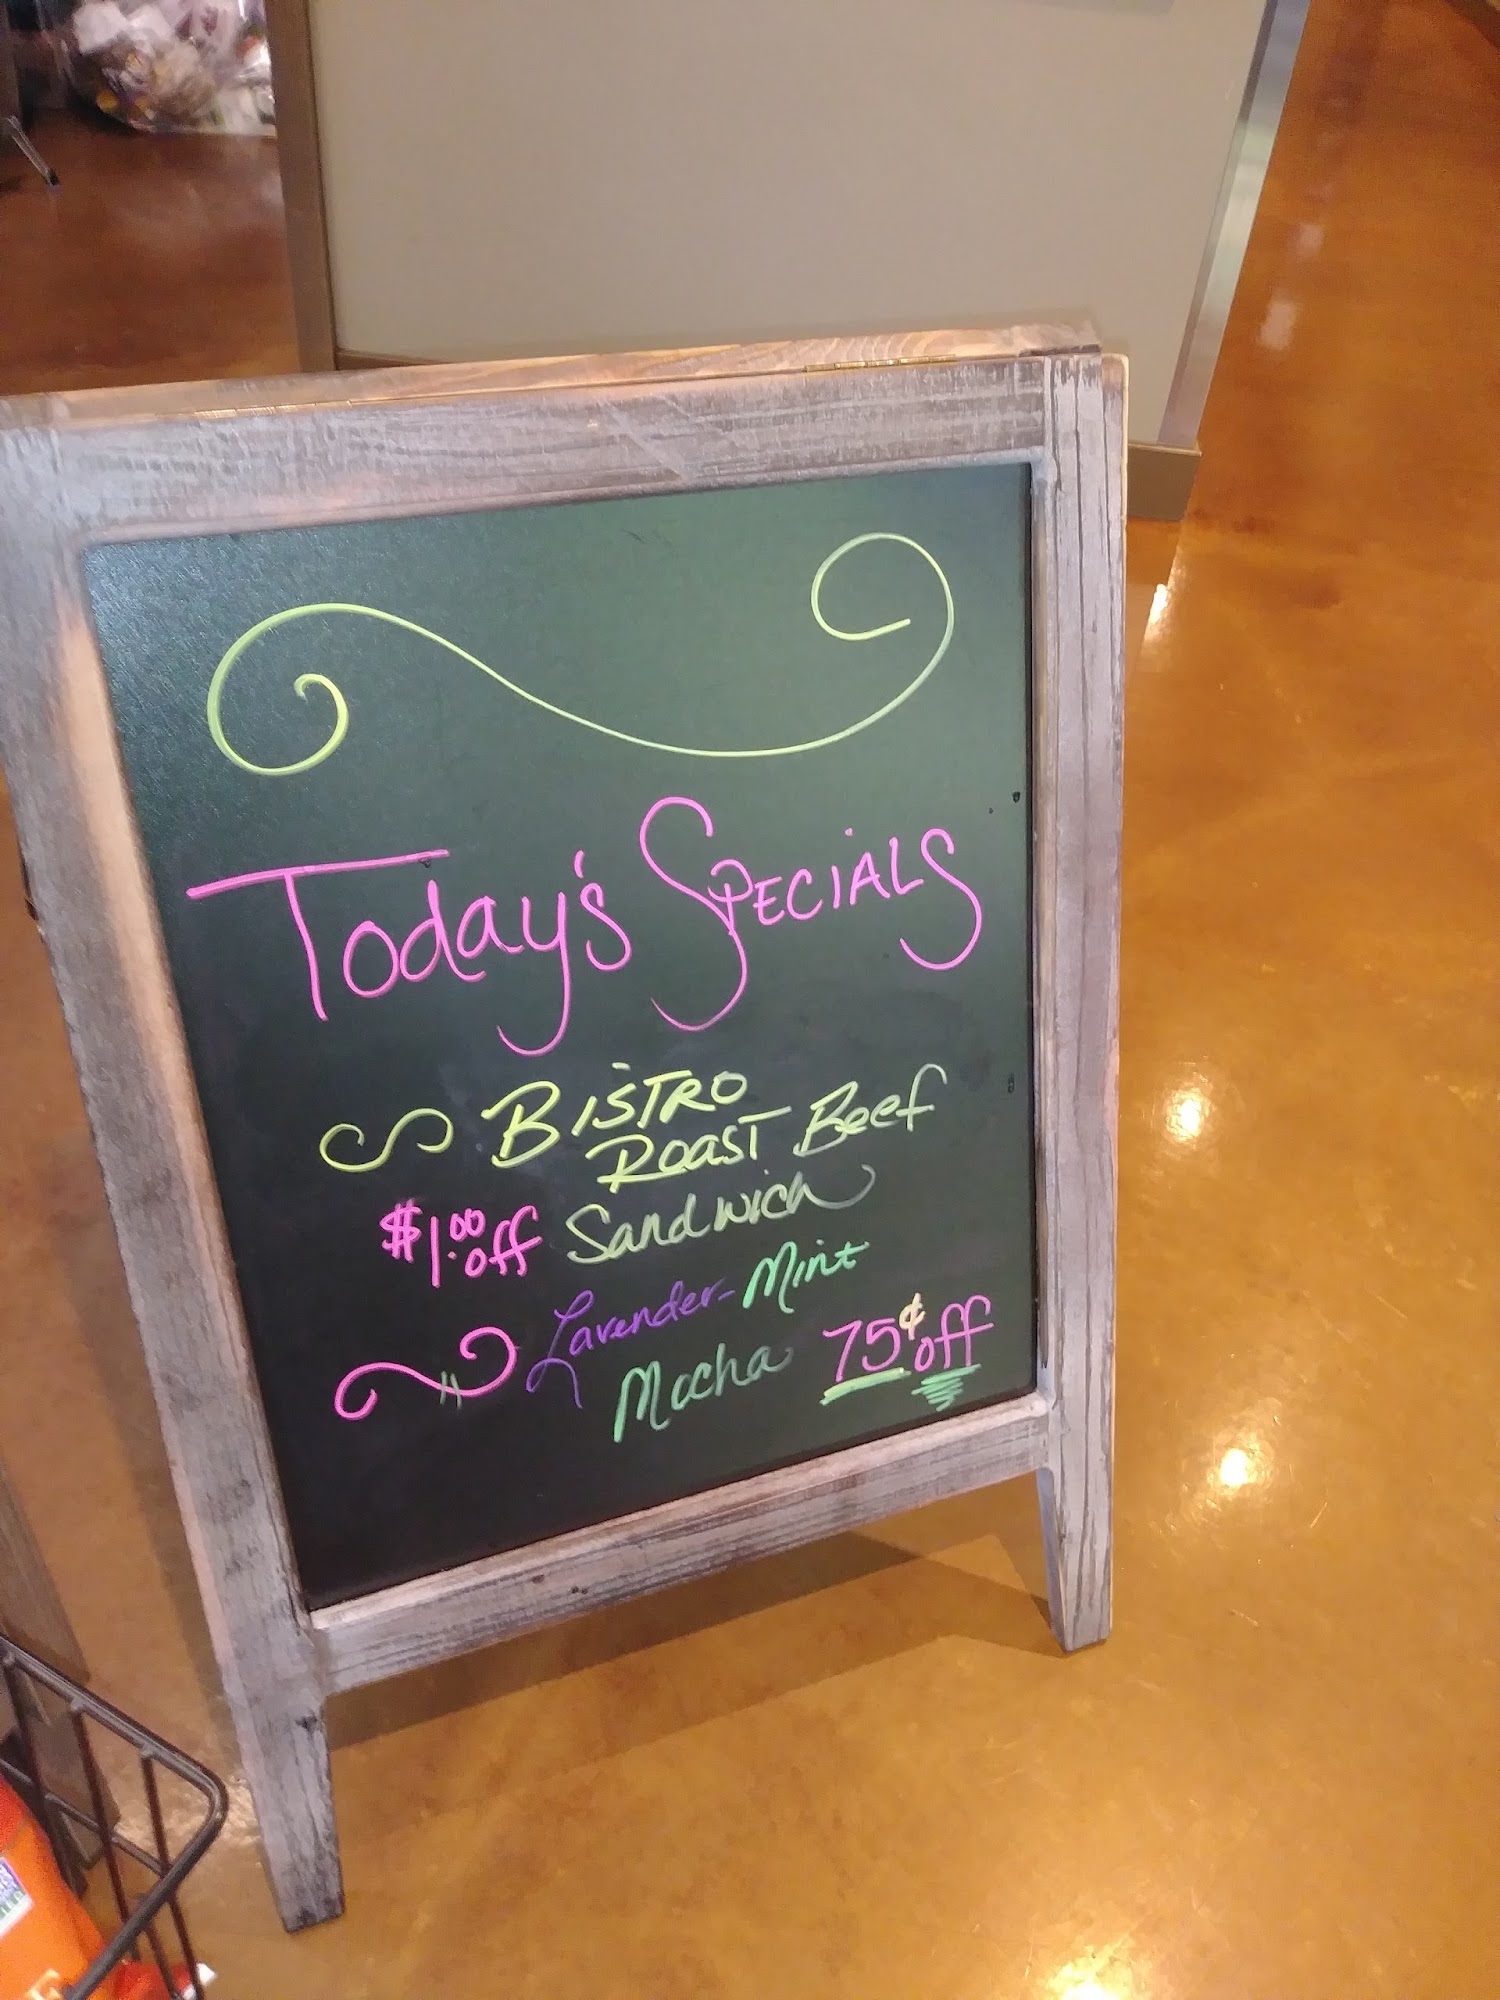 Today's SPECiALS
BiSTRO
ROAST Beef
$1.00 off Sandwich
Lavender-Mint
Mocha 75¢ off